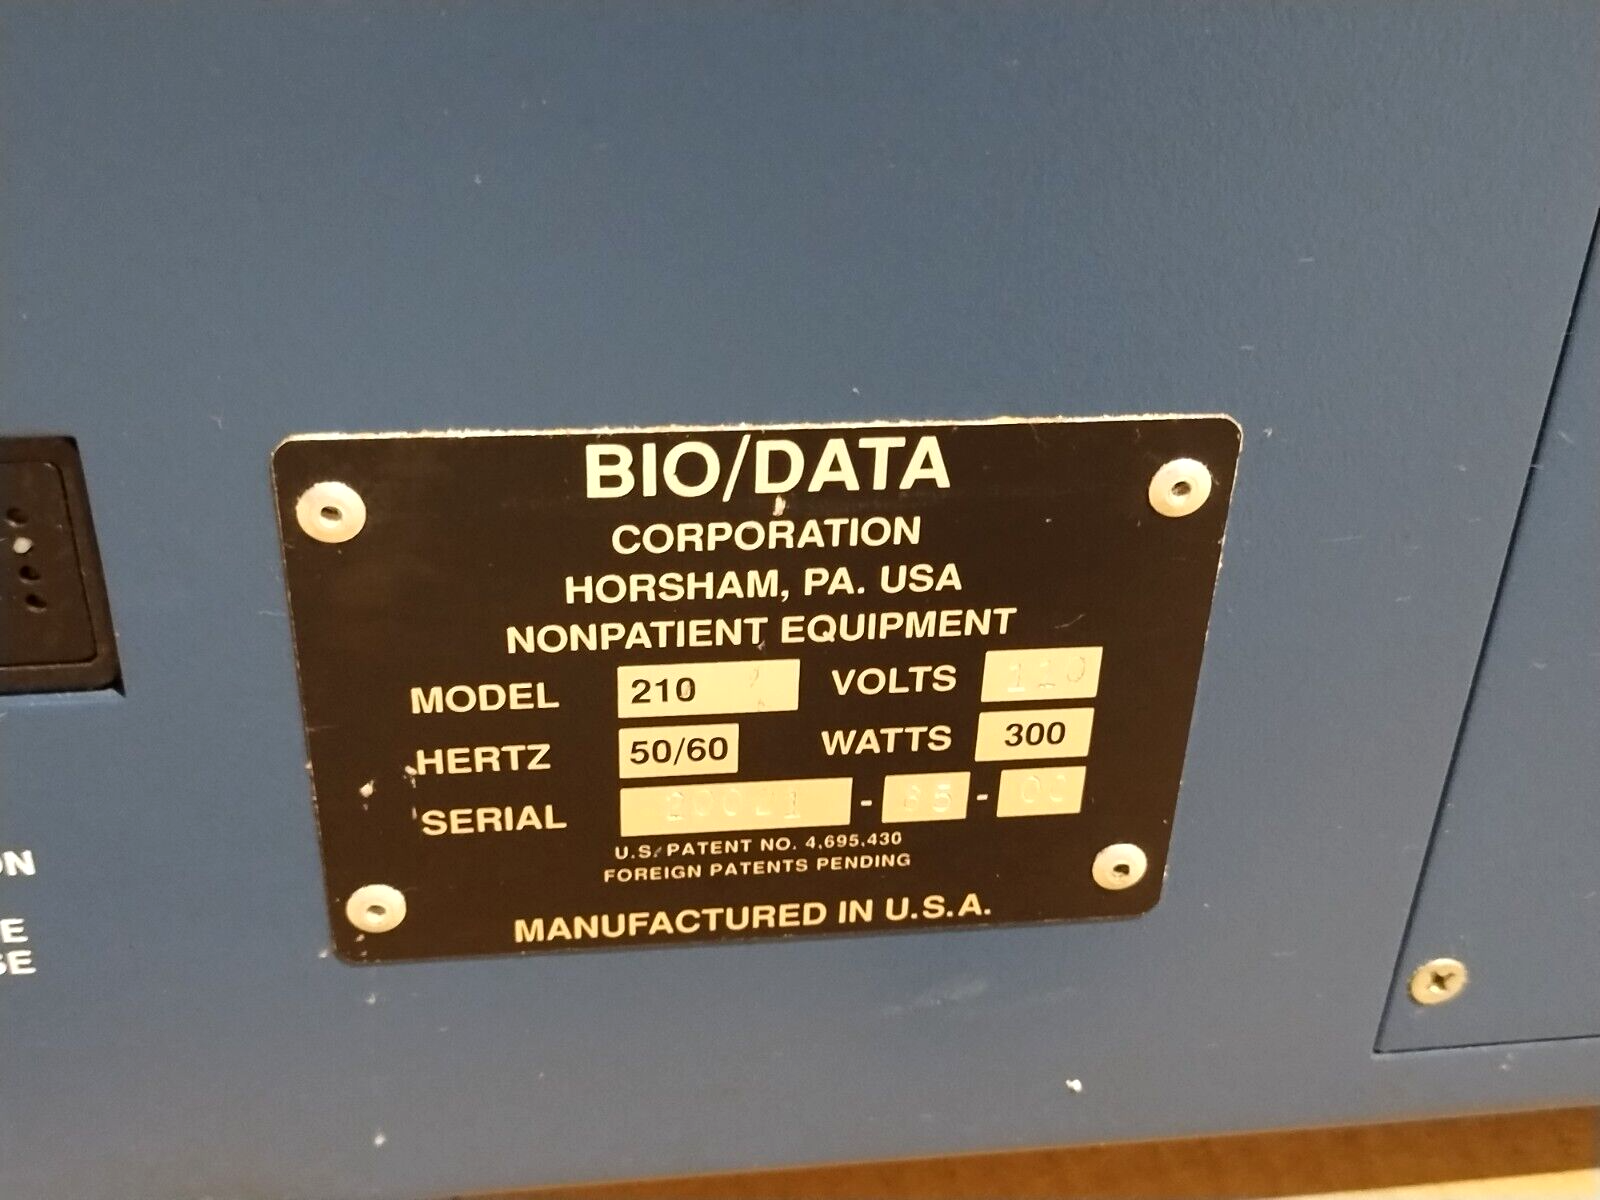 BIO/DATA
CORPORATION
HORSHAM, PA. USA
NONPATIENT EQUIPMENT
MODEL 210 VOLTS 110
HERTZ 50/60 WATTS 300
SERIAL - -
U.S. PATENT NO. 4,695,430
FOREIGN PATENTS PENDING
MANUFACTURED IN U.S.A.